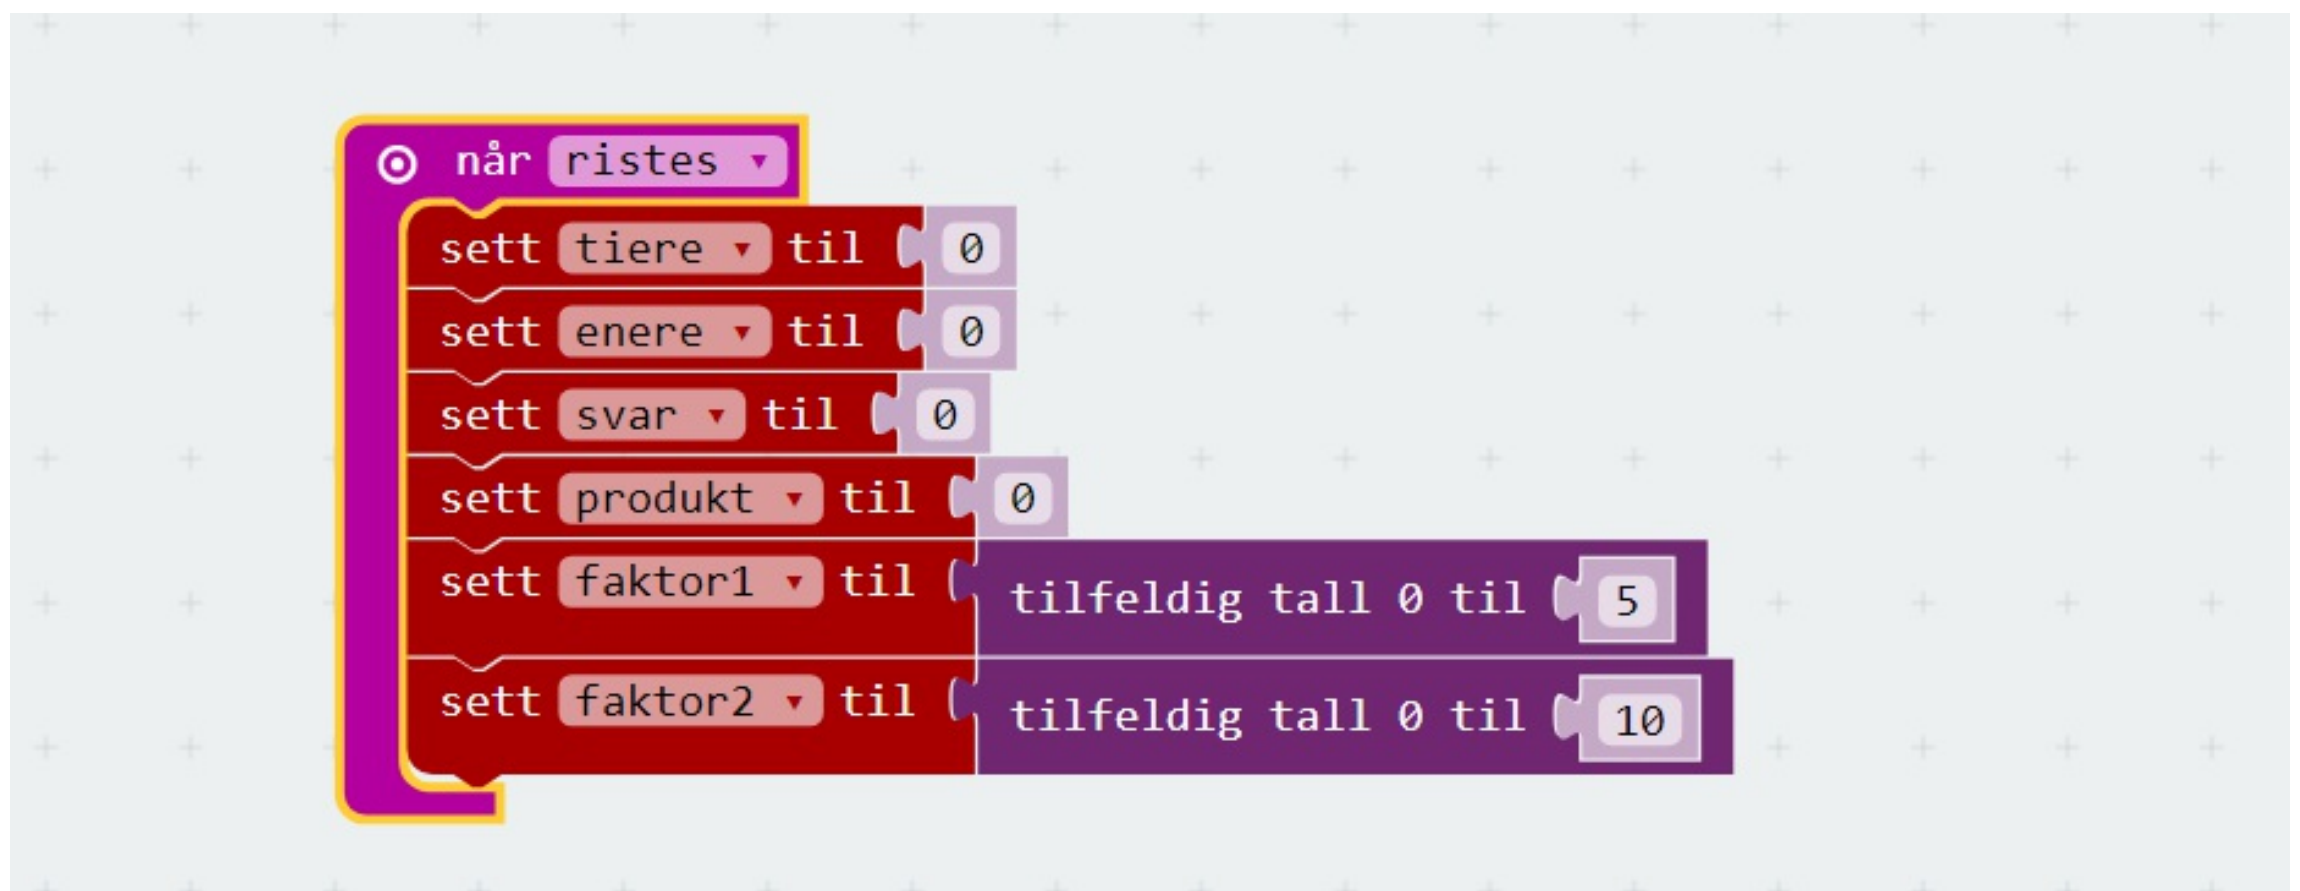 når ristes
sett tiere til 0
sett enere til 0
sett svar til 0
sett produkt til 0
sett faktor1 til tilfeldig tall 0 til 5
sett faktor2 til tilfeldig tall 0 til 10